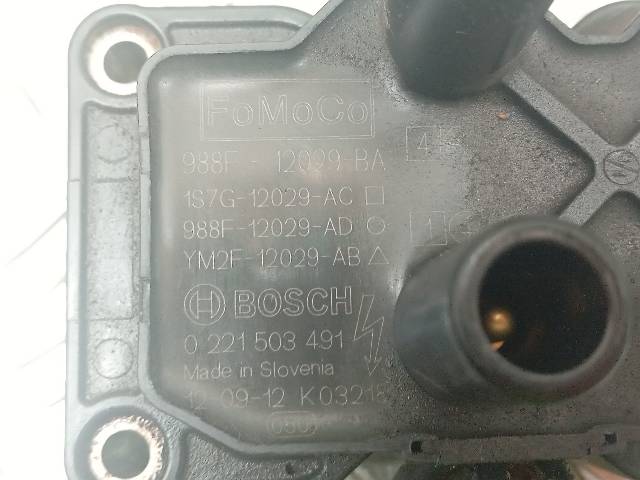 FoMoCo
4
988F - 12029-BA
1S7G-12029-AC
988F-12029-AD
1
YM2F-12029-AB
BOSCH
0 221 503 491
Made in Slovenia
12 09-12 K03218
050